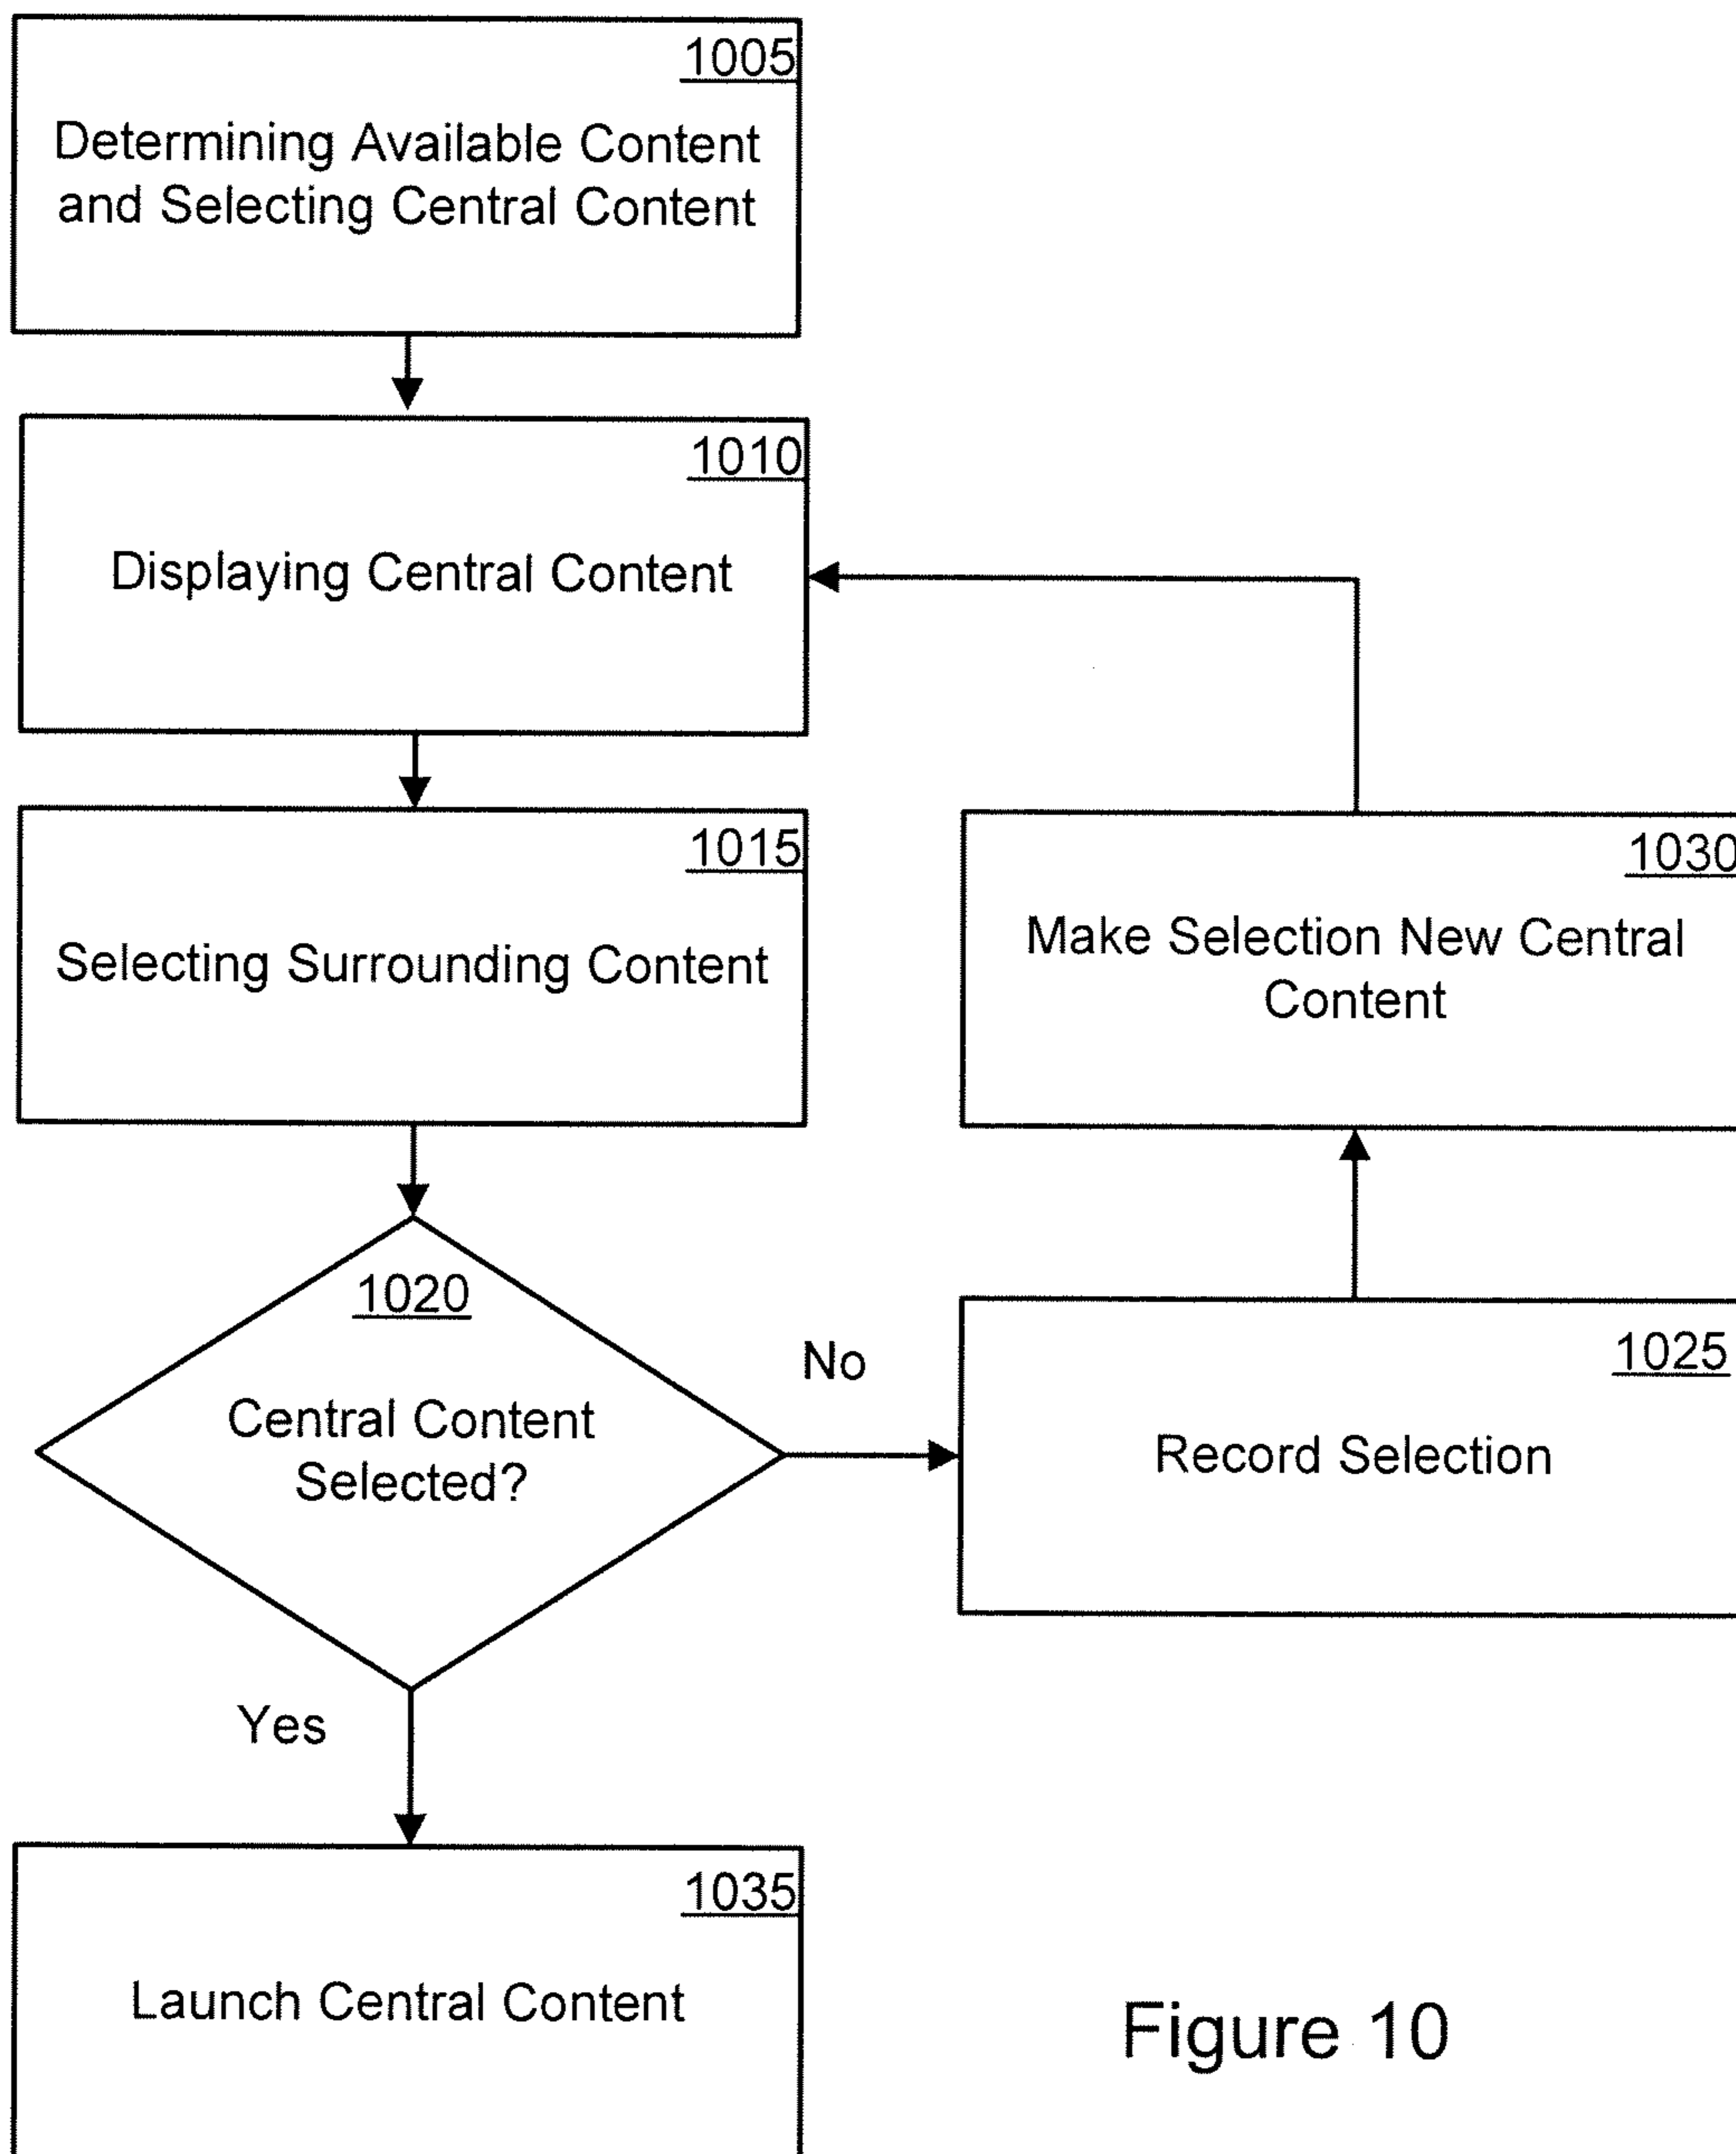 1005
Determining Available Content
and Selecting Central Content
1010
Displaying Central Content
1015
Selecting Surrounding Content
1030
Make Selection New Central
Content
1020
Central Content
Selected?
No
1025
Record Selection
Yes
1035
Launch Central Content
Figure 10